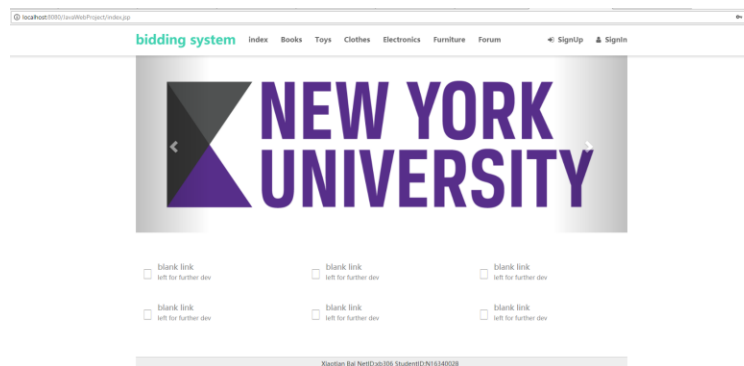 localhost:8080/JavaWebProject/index.jsp
bidding system index Books Toys Clothes Electronics Furniture Forum SignUp SignIn
NEW YORK
UNIVERSITY
blank link blank link blank link
left for further dev left for further dev left for further dev
blank link blank link blank link
left for further dev left for further dev left for further dev
Xiaotian Bai NetID:xb306 StudentID:N16340028